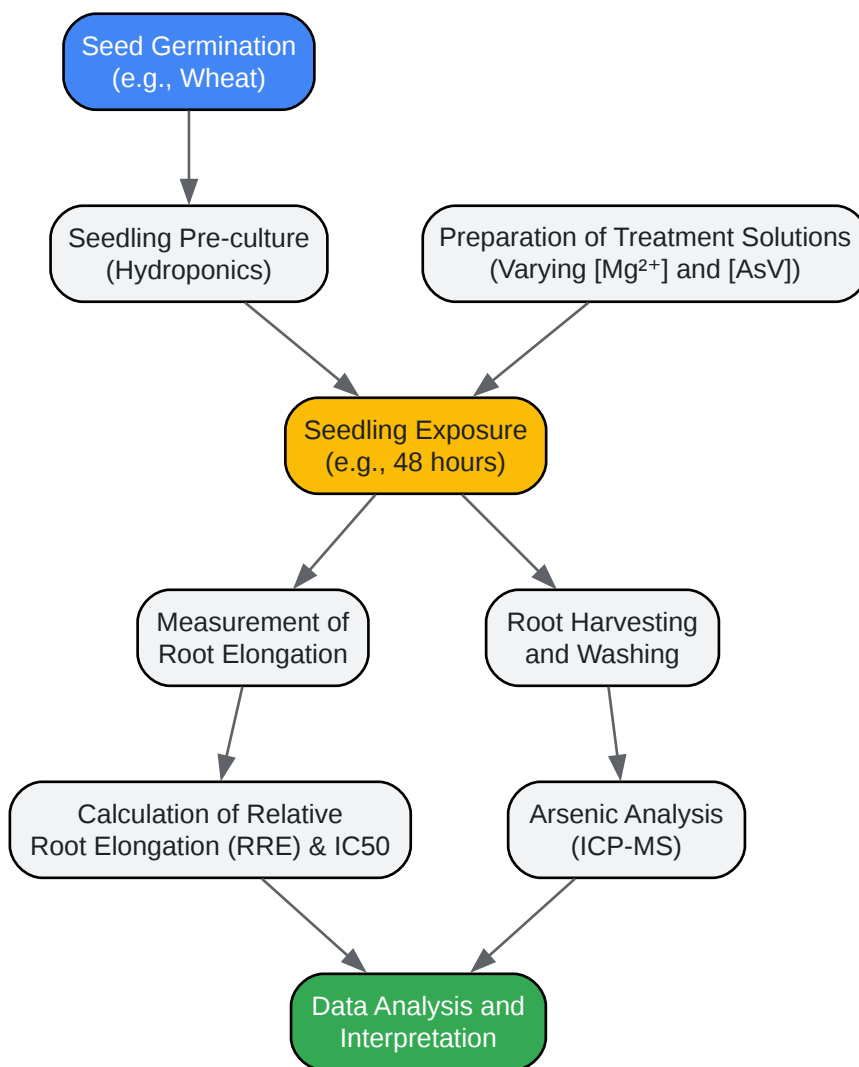 Seed Germination
(e.g., Wheat)
Seedling Pre-culture
(Hydroponics)
Preparation of Treatment Solutions
(Varying [Mg²⁺] and [AsV])
Seedling Exposure
(e.g., 48 hours)
Measurement of
Root Elongation
Root Harvesting
and Washing
Calculation of Relative
Root Elongation (RRE) & IC50
Arsenic Analysis
(ICP-MS)
Data Analysis and
Interpretation